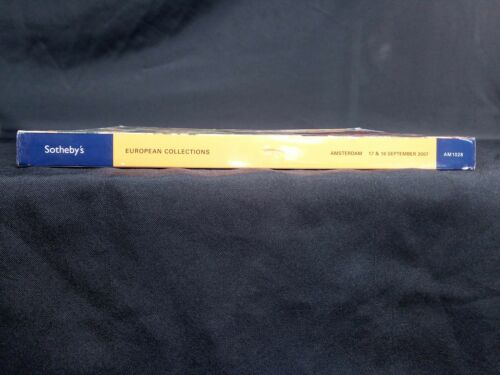 Sotheby's EUROPEAN COLLECTIONS AMSTERDAM 17 & 18 SEPTEMBER 2007 AM1028